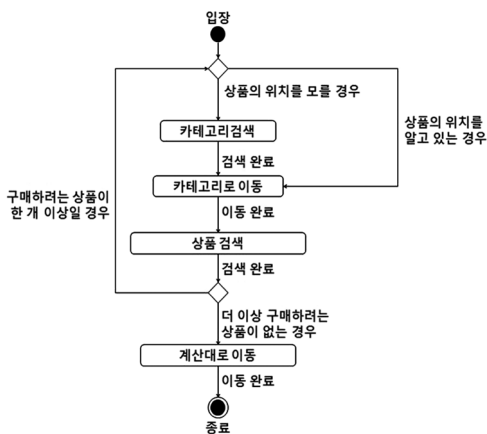 입장
상품의 위치를 모를 경우
상품의 위치를
알고 있는 경우
카테고리검색
검색 완료
카테고리로 이동
이동 완료
구매하려는 상품이
한 개 이상일 경우
상품 검색
검색 완료
더 이상 구매하려는
상품이 없는 경우
계산대로 이동
이동 완료
종료